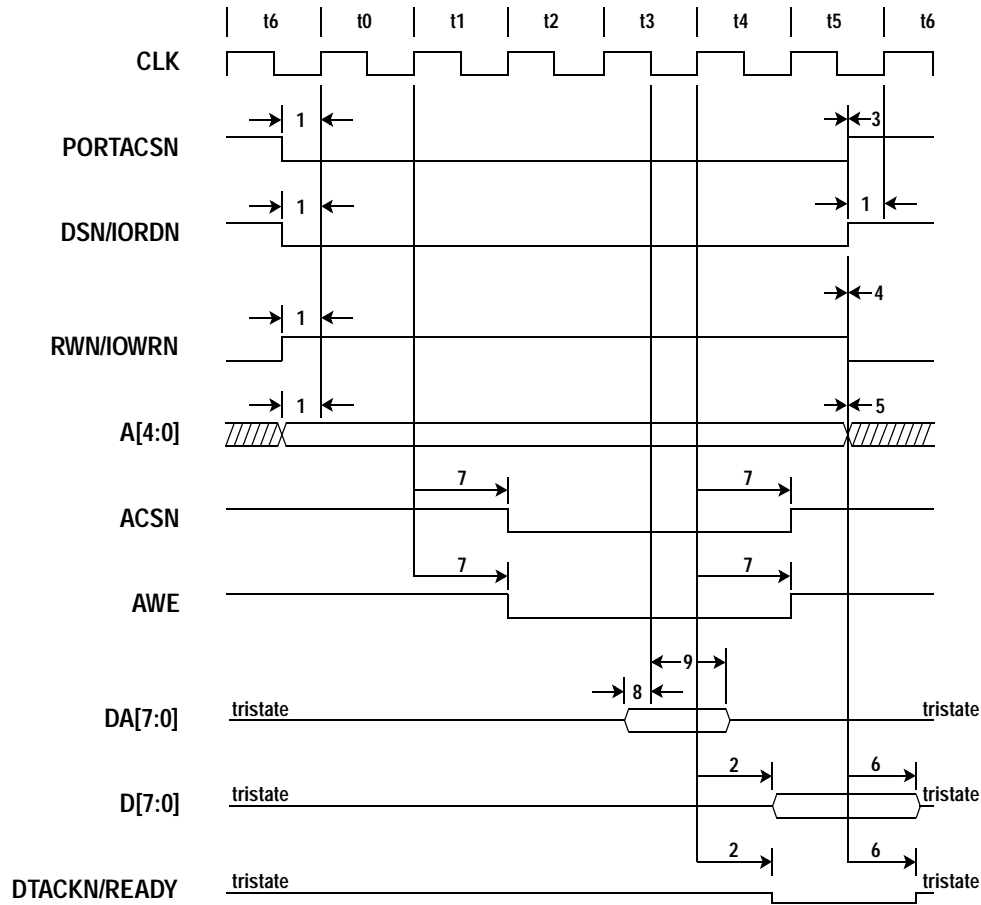 t6 t0 t1 t2 t3 t4 t5 t6
CLK
1 3
PORTACSN
1 1
DSN/IORDN
4
1
RWN/IOWRN
1 5
A[4:0]
7 7
ACSN
7 7
AWE
9
8
DA[7:0] tristate tristate
2 6
D[7:0] tristate tristate
2 6
DTACKN/READY tristate tristate